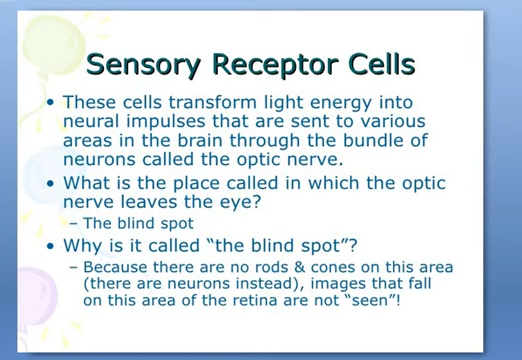 Sensory Receptor Cells
• These cells transform light energy into
neural impulses that are sent to various
areas in the brain through the bundle of
neurons called the optic nerve.
• What is the place called in which the optic
nerve leaves the eye?
– The blind spot
• Why is it called “the blind spot”?
– Because there are no rods & cones on this area
(there are neurons instead), images that fall
on this area of the retina are not “seen”!